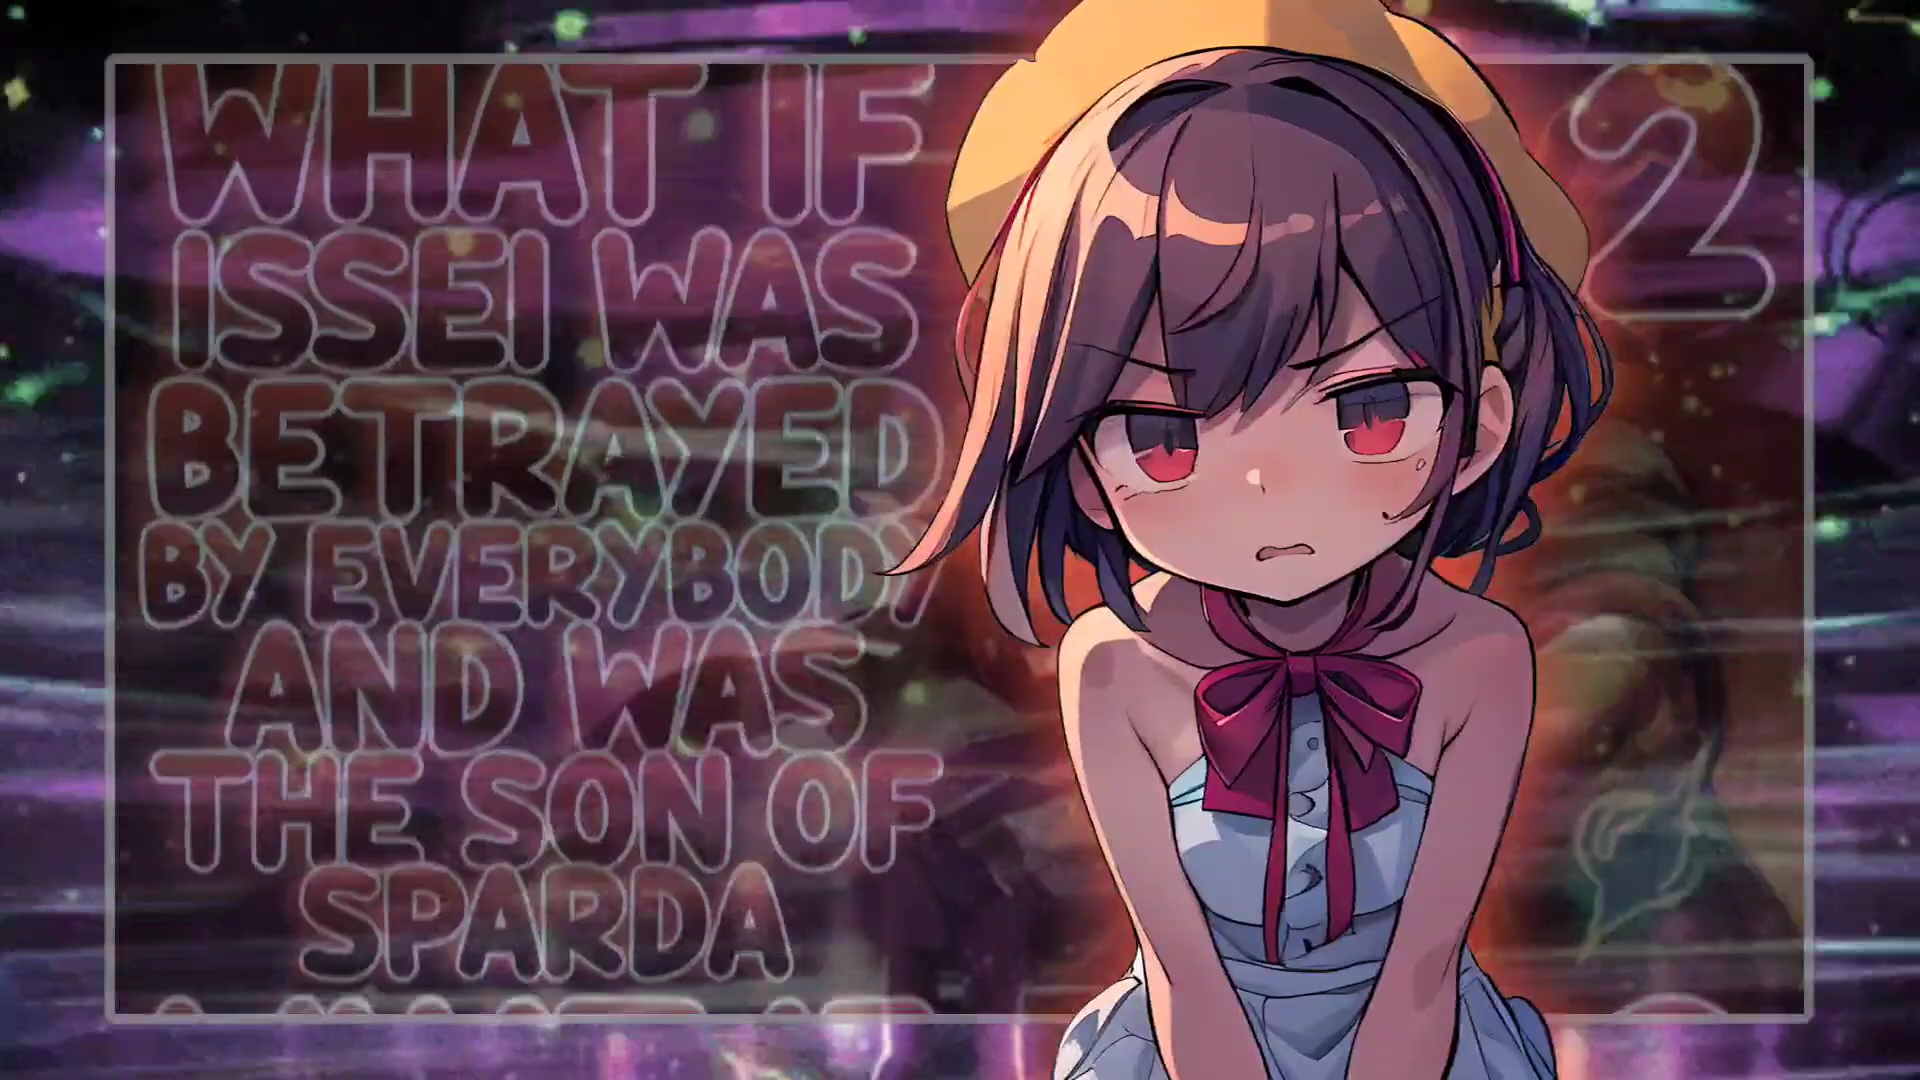 WHAT IF
2
ISSEI WAS
BETRAYED
BY EVERYBODY
AND WAS
THE SON OF
SPARDA